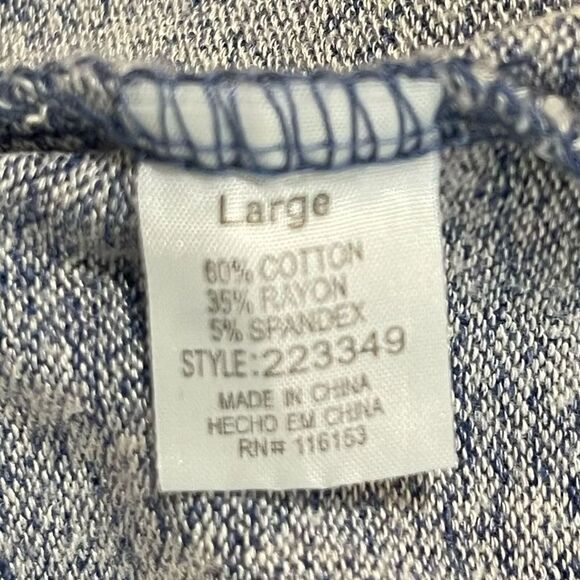 Large
60% COTTON
35% RAYON
5% SPANDEX
STYLE:223349
MADE IN CHINA
HECHO EM CHINA
RN# 116153